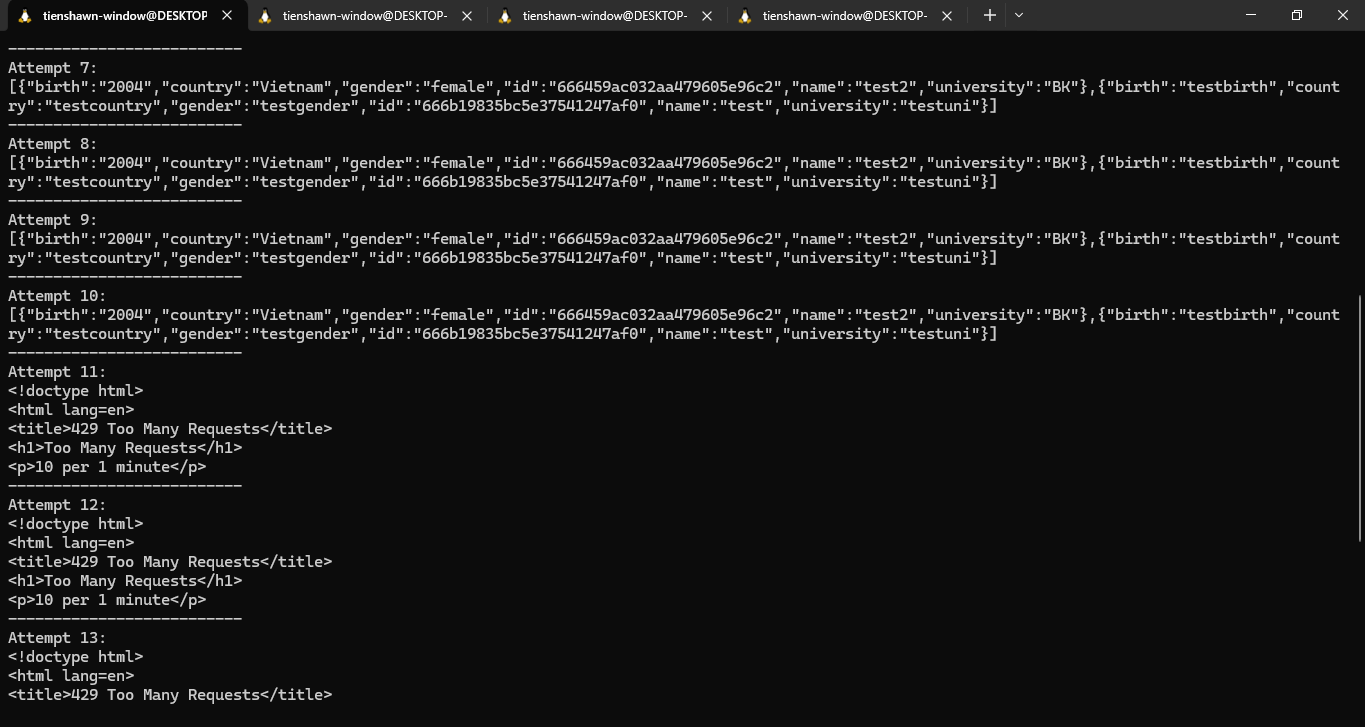 tienshawn-window@DESKTOP
tienshawn-window@DESKTOP-
tienshawn-window@DESKTOP-
tienshawn-window@DESKTOP-
--------------------------
Attempt 7:
[{"birth":"2004","country":"Vietnam","gender":"female","id":"666459ac032aa479605e96c2","name":"test2","university":"BK"},{"birth":"testbirth","count
ry":"testcountry","gender":"testgender","id":"666b19835bc5e37541247af0","name":"test","university":"testuni"}]
--------------------------
Attempt 8:
[{"birth":"2004","country":"Vietnam","gender":"female","id":"666459ac032aa479605e96c2","name":"test2","university":"BK"},{"birth":"testbirth","count
ry":"testcountry","gender":"testgender","id":"666b19835bc5e37541247af0","name":"test","university":"testuni"}]
--------------------------
Attempt 9:
[{"birth":"2004","country":"Vietnam","gender":"female","id":"666459ac032aa479605e96c2","name":"test2","university":"BK"},{"birth":"testbirth","count
ry":"testcountry","gender":"testgender","id":"666b19835bc5e37541247af0","name":"test","university":"testuni"}]
--------------------------
Attempt 10:
[{"birth":"2004","country":"Vietnam","gender":"female","id":"666459ac032aa479605e96c2","name":"test2","university":"BK"},{"birth":"testbirth","count
ry":"testcountry","gender":"testgender","id":"666b19835bc5e37541247af0","name":"test","university":"testuni"}]
--------------------------
Attempt 11:
<!doctype html>
<html lang=en>
<title>429 Too Many Requests</title>
<h1>Too Many Requests</h1>
<p>10 per 1 minute</p>
--------------------------
Attempt 12:
<!doctype html>
<html lang=en>
<title>429 Too Many Requests</title>
<h1>Too Many Requests</h1>
<p>10 per 1 minute</p>
--------------------------
Attempt 13:
<!doctype html>
<html lang=en>
<title>429 Too Many Requests</title>